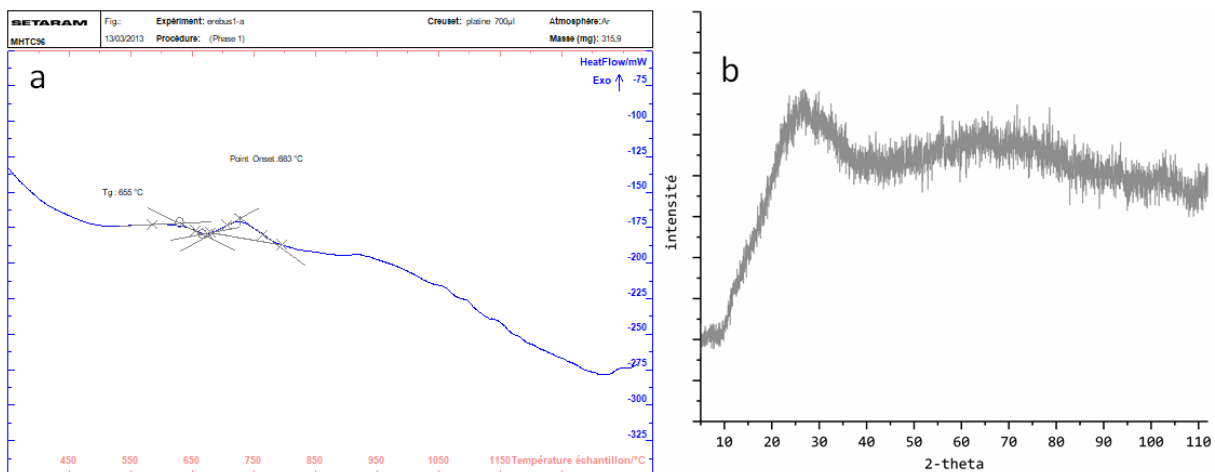 SETARAM
MHTC96
Fig.:
13/03/2013
Expériment: erebus1-a
Procédure: (Phase 1)
Creuset: platine 700µl
Atmosphère:Ar
Masse (mg): 315,9
a
HeatFlow/mW
Exo ↑
-75
-100
-125
-150
-175
-200
-225
-250
-275
-300
-325
Point Onset :683 °C
Tg : 655 °C
450 550 650 750 850 950 1050 1150 Température échantillon/°C
b
intensité
10 20 30 40 50 60 70 80 90 100 110
2-theta